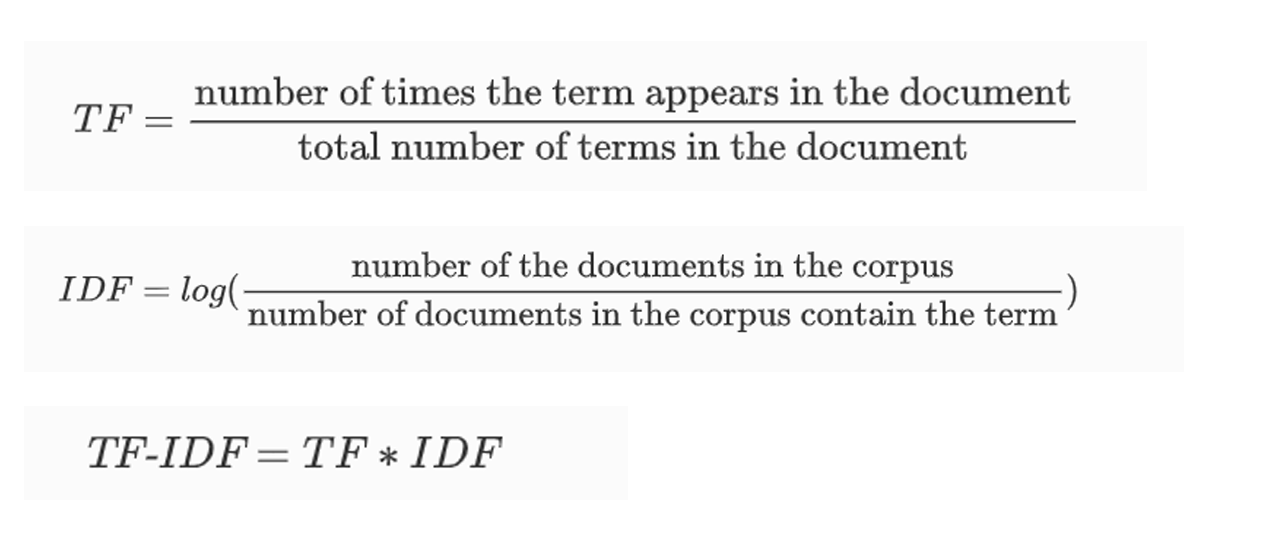 TF = number of times the term appears in the document / total number of terms in the document
IDF = log( number of the documents in the corpus / number of documents in the corpus contain the term )
TF-IDF = TF * IDF